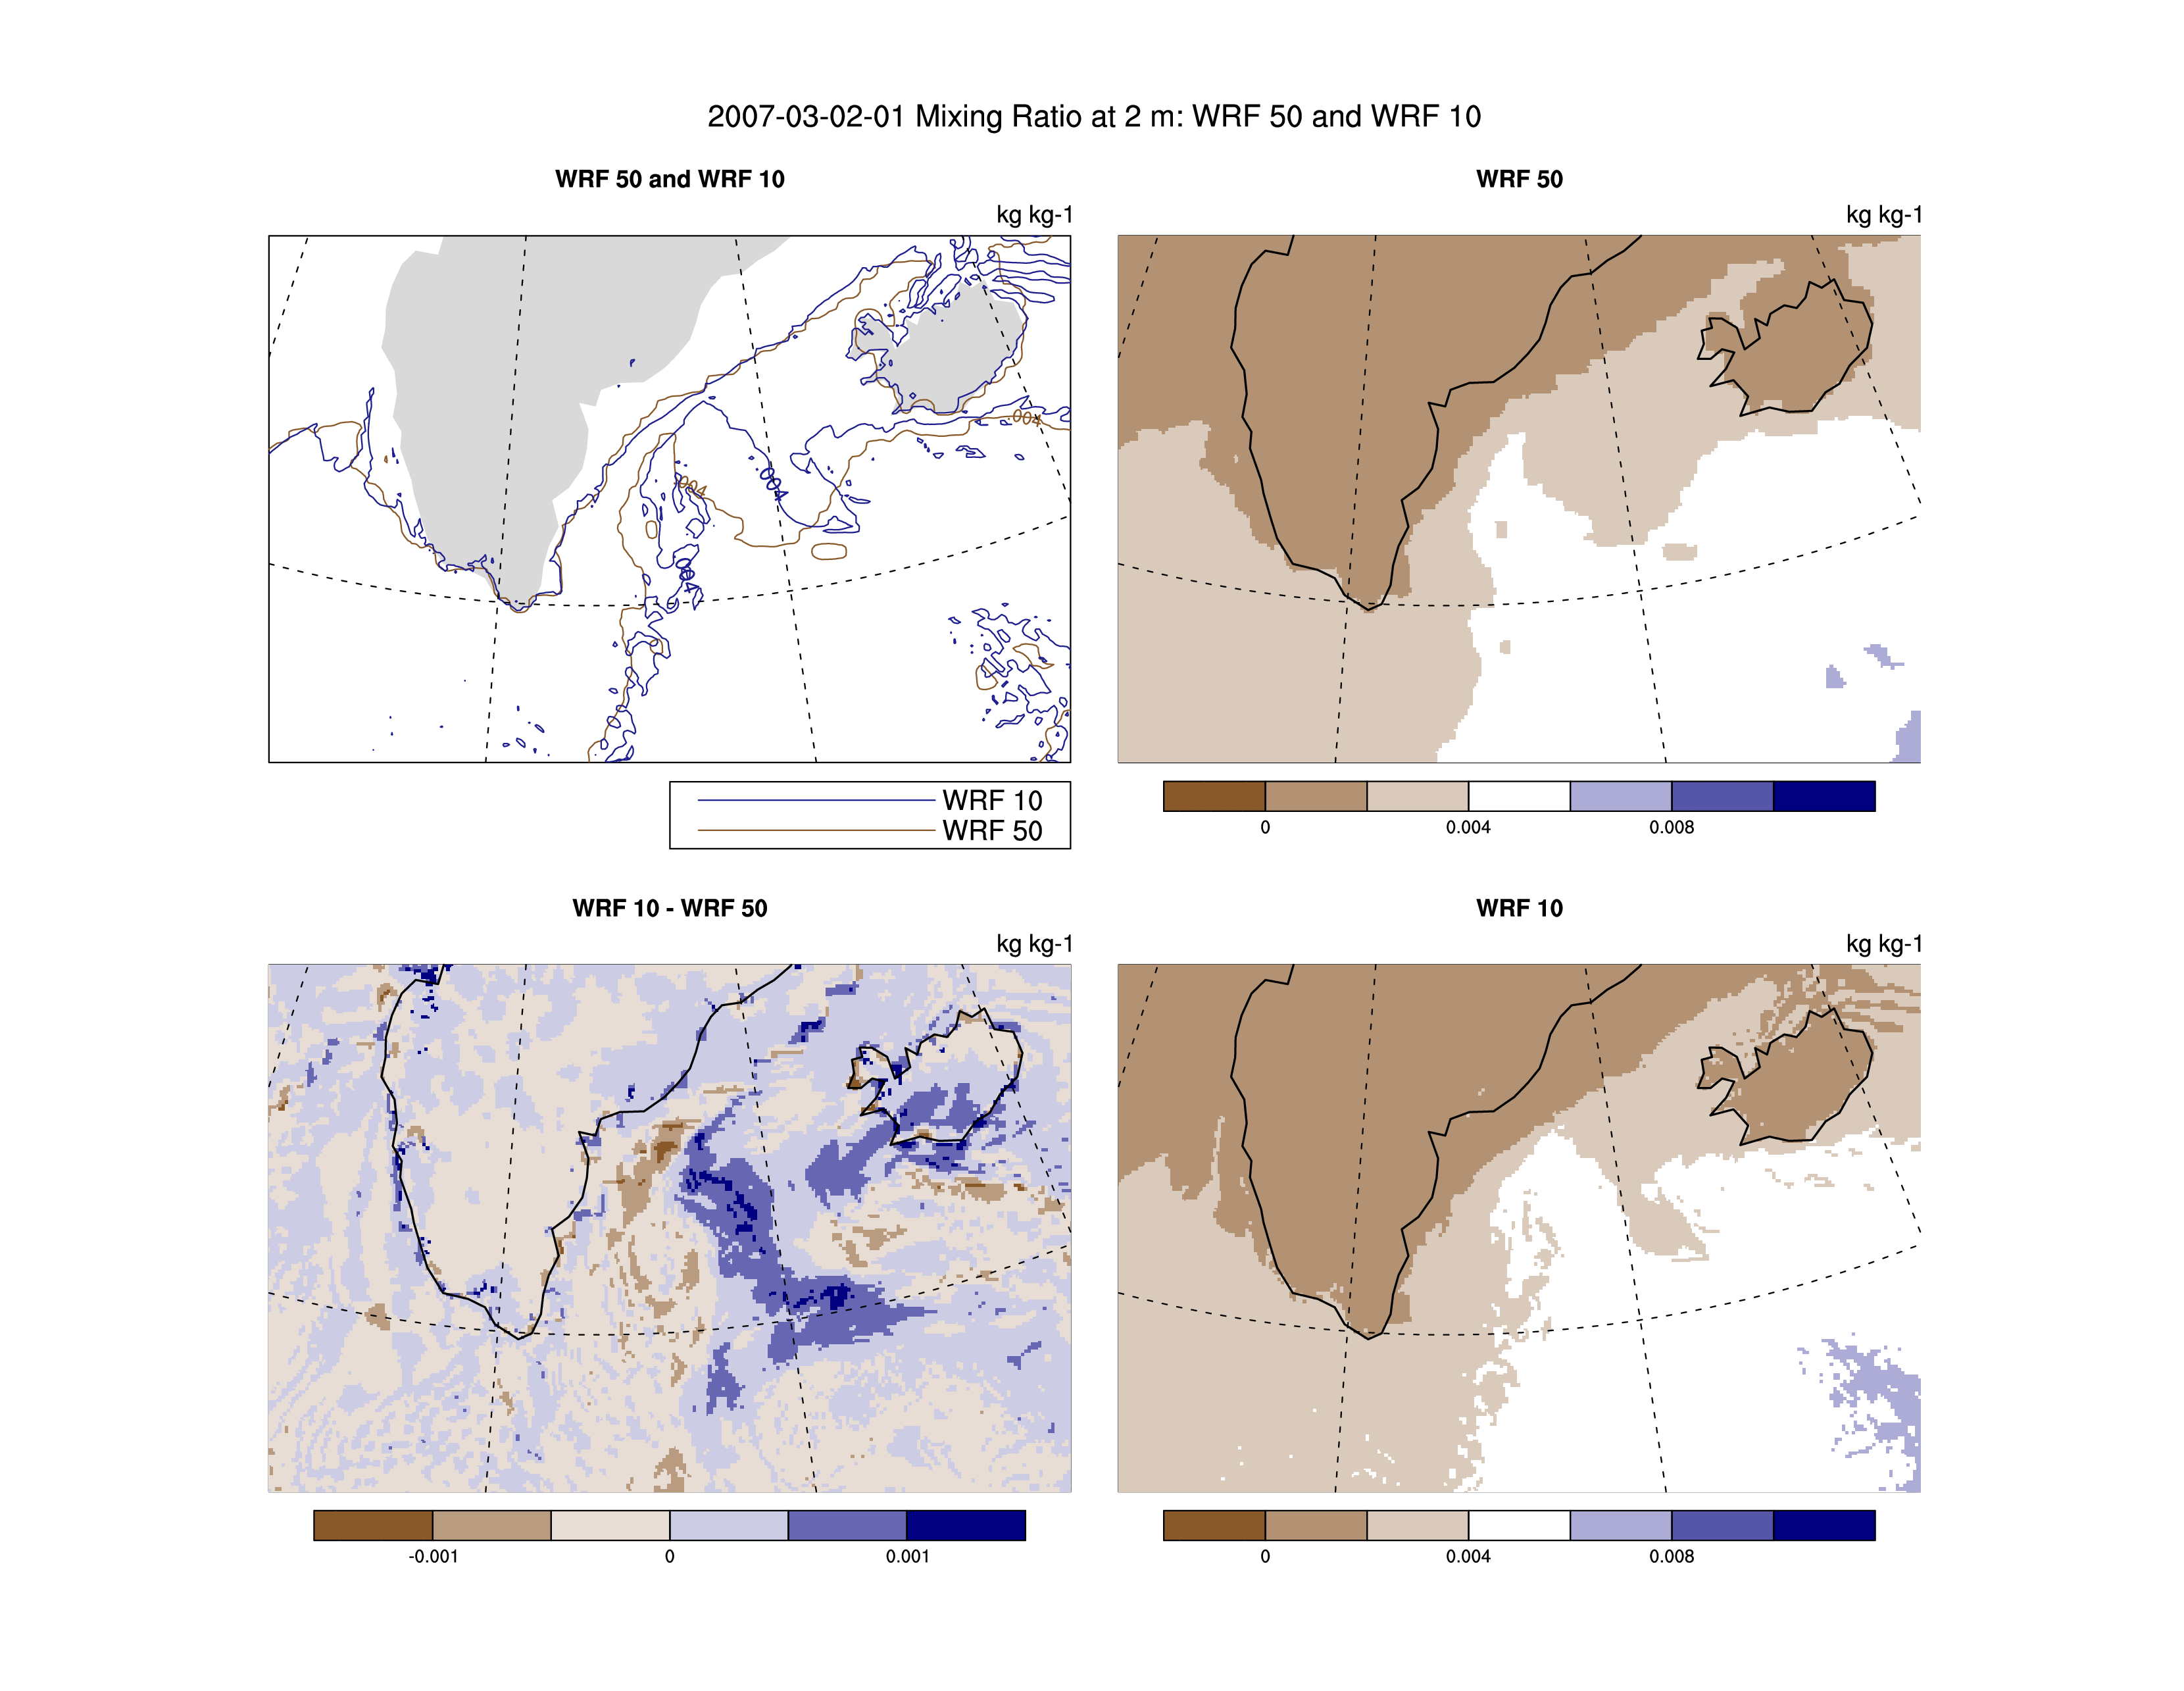 2007-03-02-01 Mixing Ratio at 2 m: WRF 50 and WRF 10
WRF 50 and WRF 10
kg kg-1
.004
.004
.004
.004
WRF 10
WRF 50
WRF 50
kg kg-1
0 0.004 0.008
WRF 10 - WRF 50
kg kg-1
-0.001 0 0.001
WRF 10
kg kg-1
0 0.004 0.008